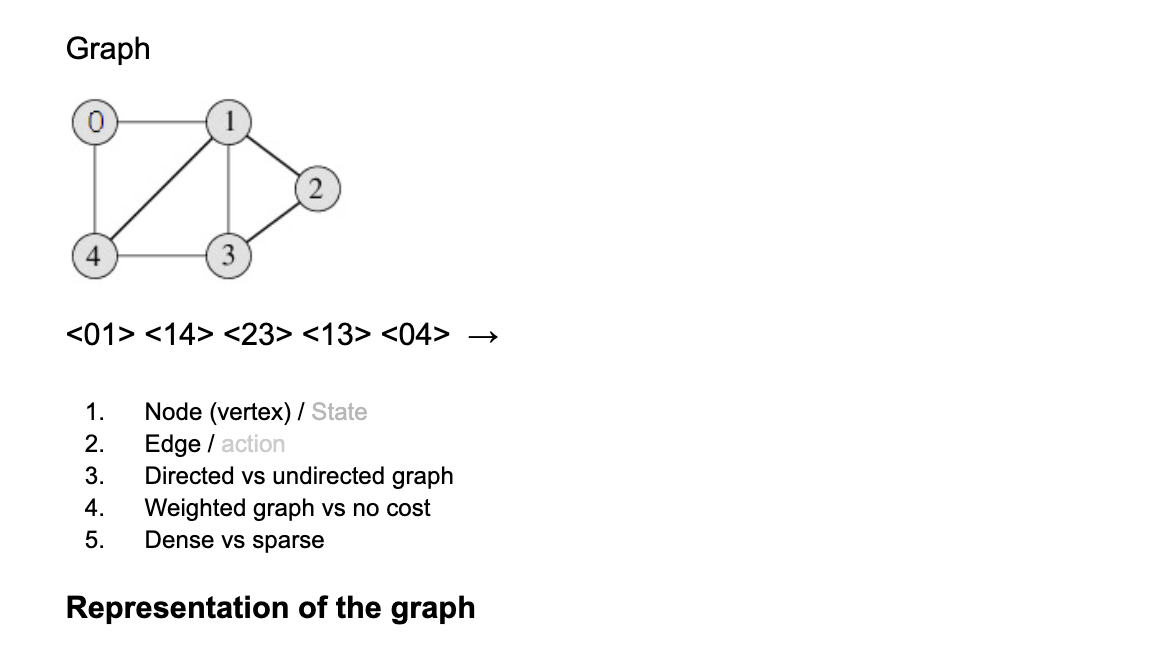 Graph
0 1
2
4 3
<01> <14> <23> <13> <04> →
1. Node (vertex) / State
2. Edge / action
3. Directed vs undirected graph
4. Weighted graph vs no cost
5. Dense vs sparse
Representation of the graph